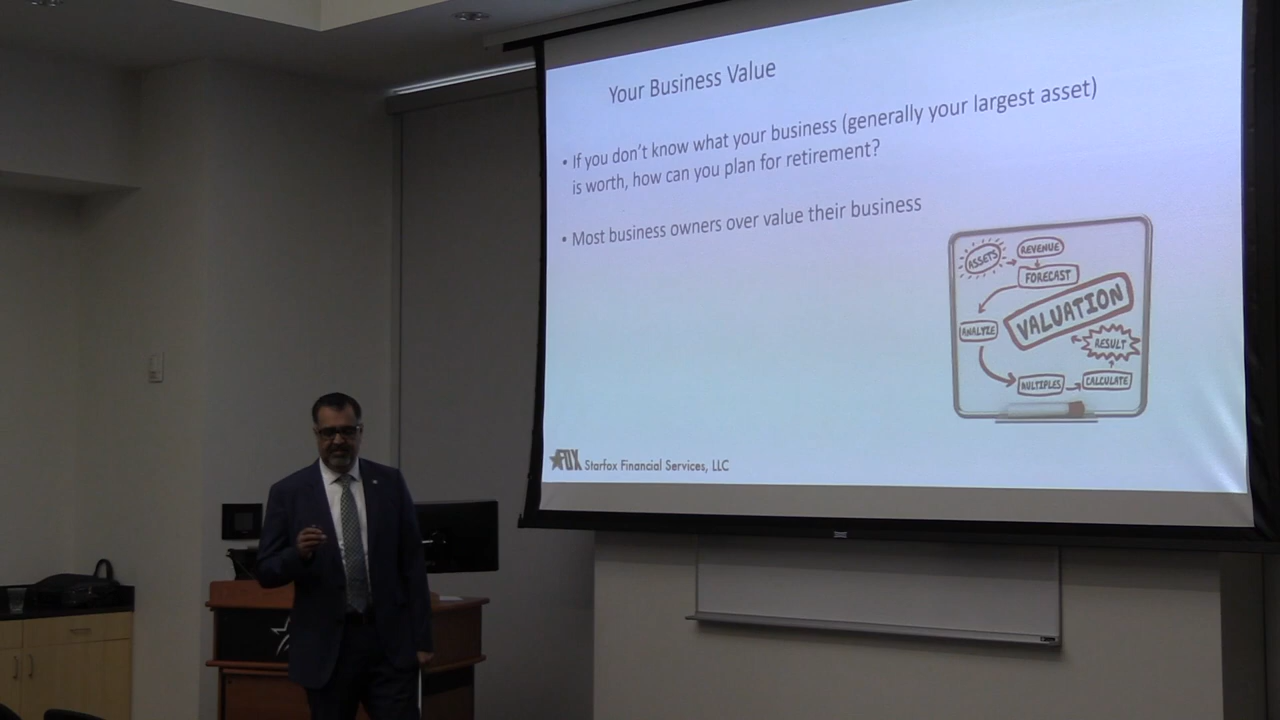 Your Business Value
• If you don't know what your business (generally your largest asset)
is worth, how can you plan for retirement?
• Most business owners over value their business
ASSETS
REVENUE
FORECAST
VALUATION
ANALYZE
RESULT
MULTIPLES
CALCULATE
FOX Starfox Financial Services, LLC